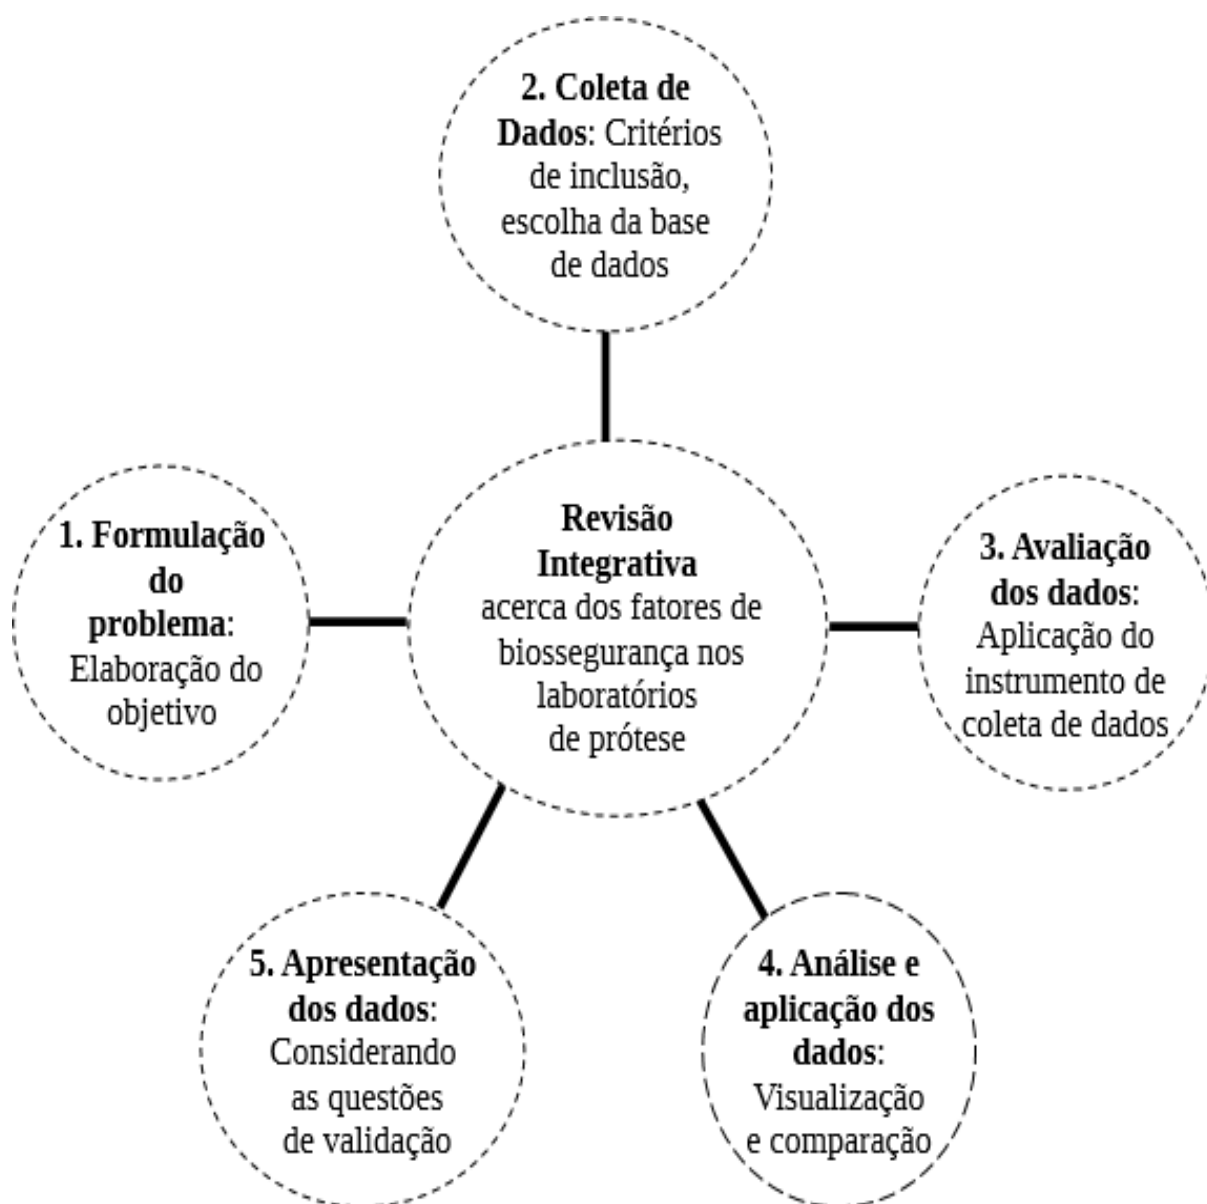 2. Coleta de
Dados: Critérios
de inclusão,
escolha da base
de dados
1. Formulação
do
problema:
Elaboração do
objetivo
Revisão
Integrativa
acerca dos fatores de
biossegurança nos
laboratórios
de prótese
3. Avaliação
dos dados:
Aplicação do
instrumento de
coleta de dados
5. Apresentação
dos dados:
Considerando
as questões
de validação
4. Análise e
aplicação dos
dados:
Visualização
e comparação